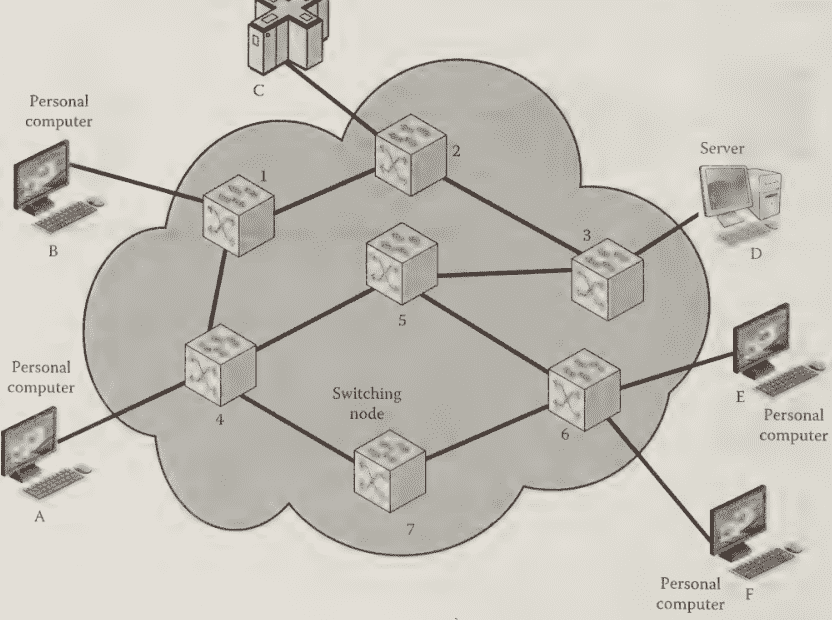 C
Personal
computer
B
1
2
Server
D
3
5
Personal
computer
A
4
Switching
node
7
6
E
Personal
computer
Personal
computer
F